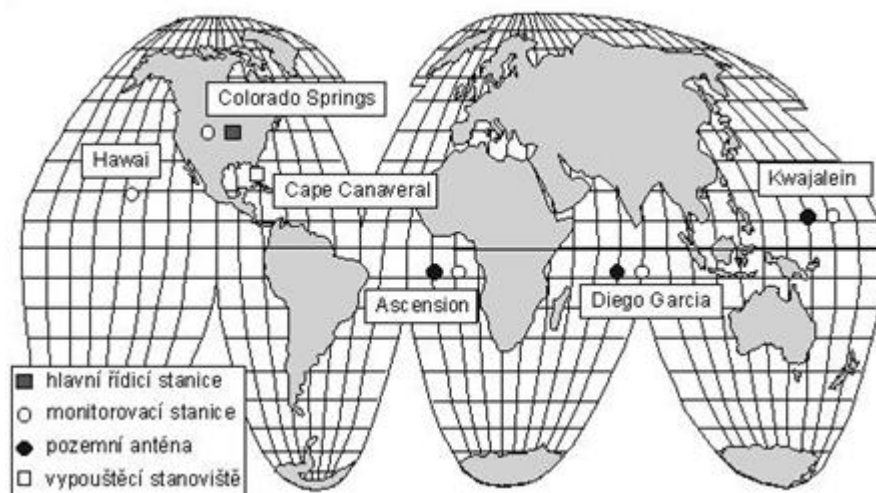 Colorado Springs
Hawai
Cape Canaveral
Kwajalein
Ascension
Diego Garcia
hlavní řídicí stanice
monitorovací stanice
pozemní anténa
vypouštěcí stanoviště